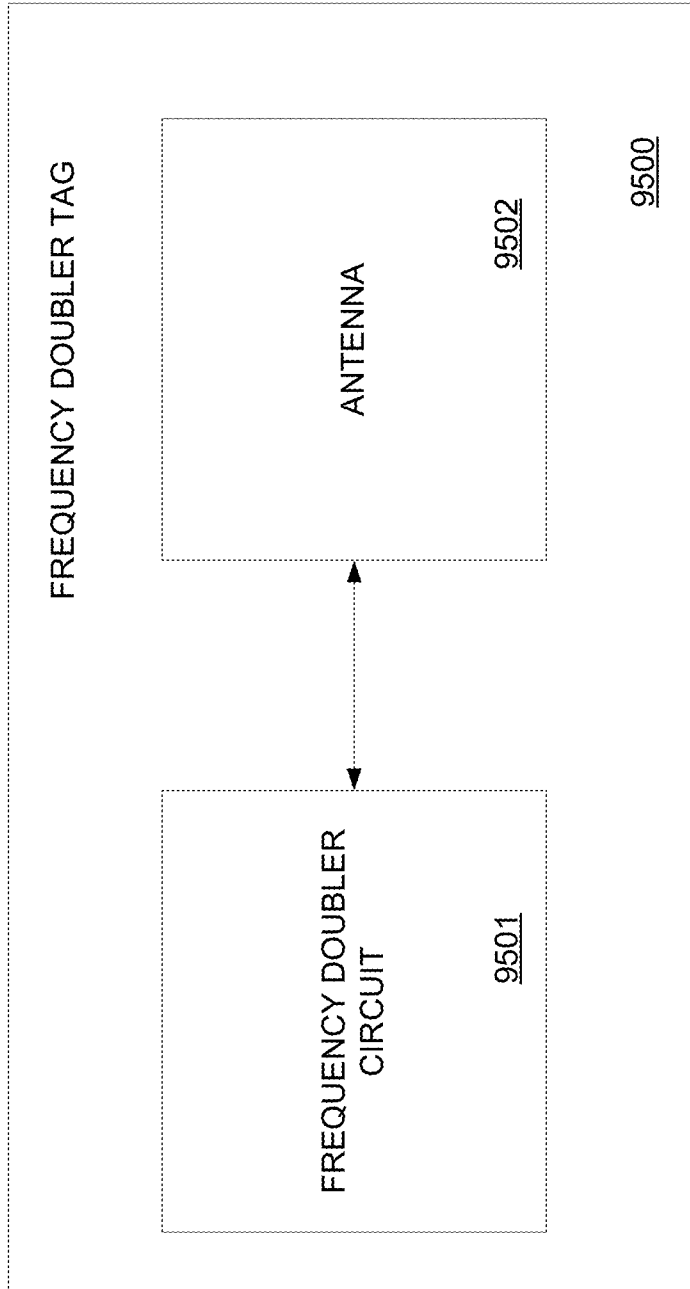 FREQUENCY DOUBLER TAG
FREQUENCY DOUBLER
CIRCUIT
9501
ANTENNA
9502
9500